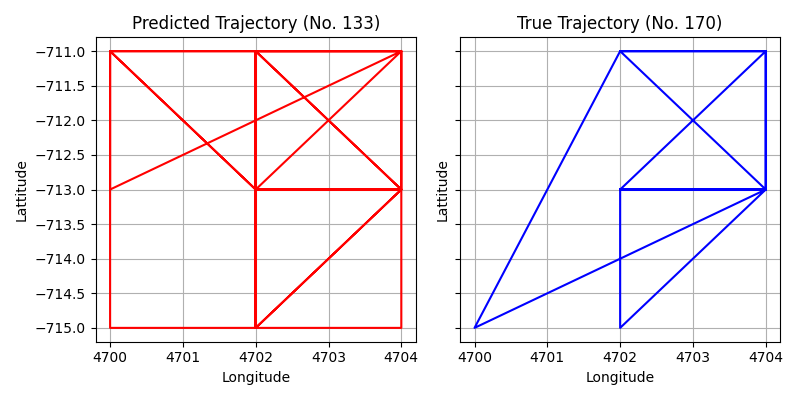 Predicted Trajectory (No. 133)
True Trajectory (No. 170)
−711.0
−711.5
−712.0
−712.5
−713.0
−713.5
−714.0
−714.5
−715.0
Lattitude
Lattitude
4700 4701 4702 4703 4704
4700 4701 4702 4703 4704
Longitude
Longitude